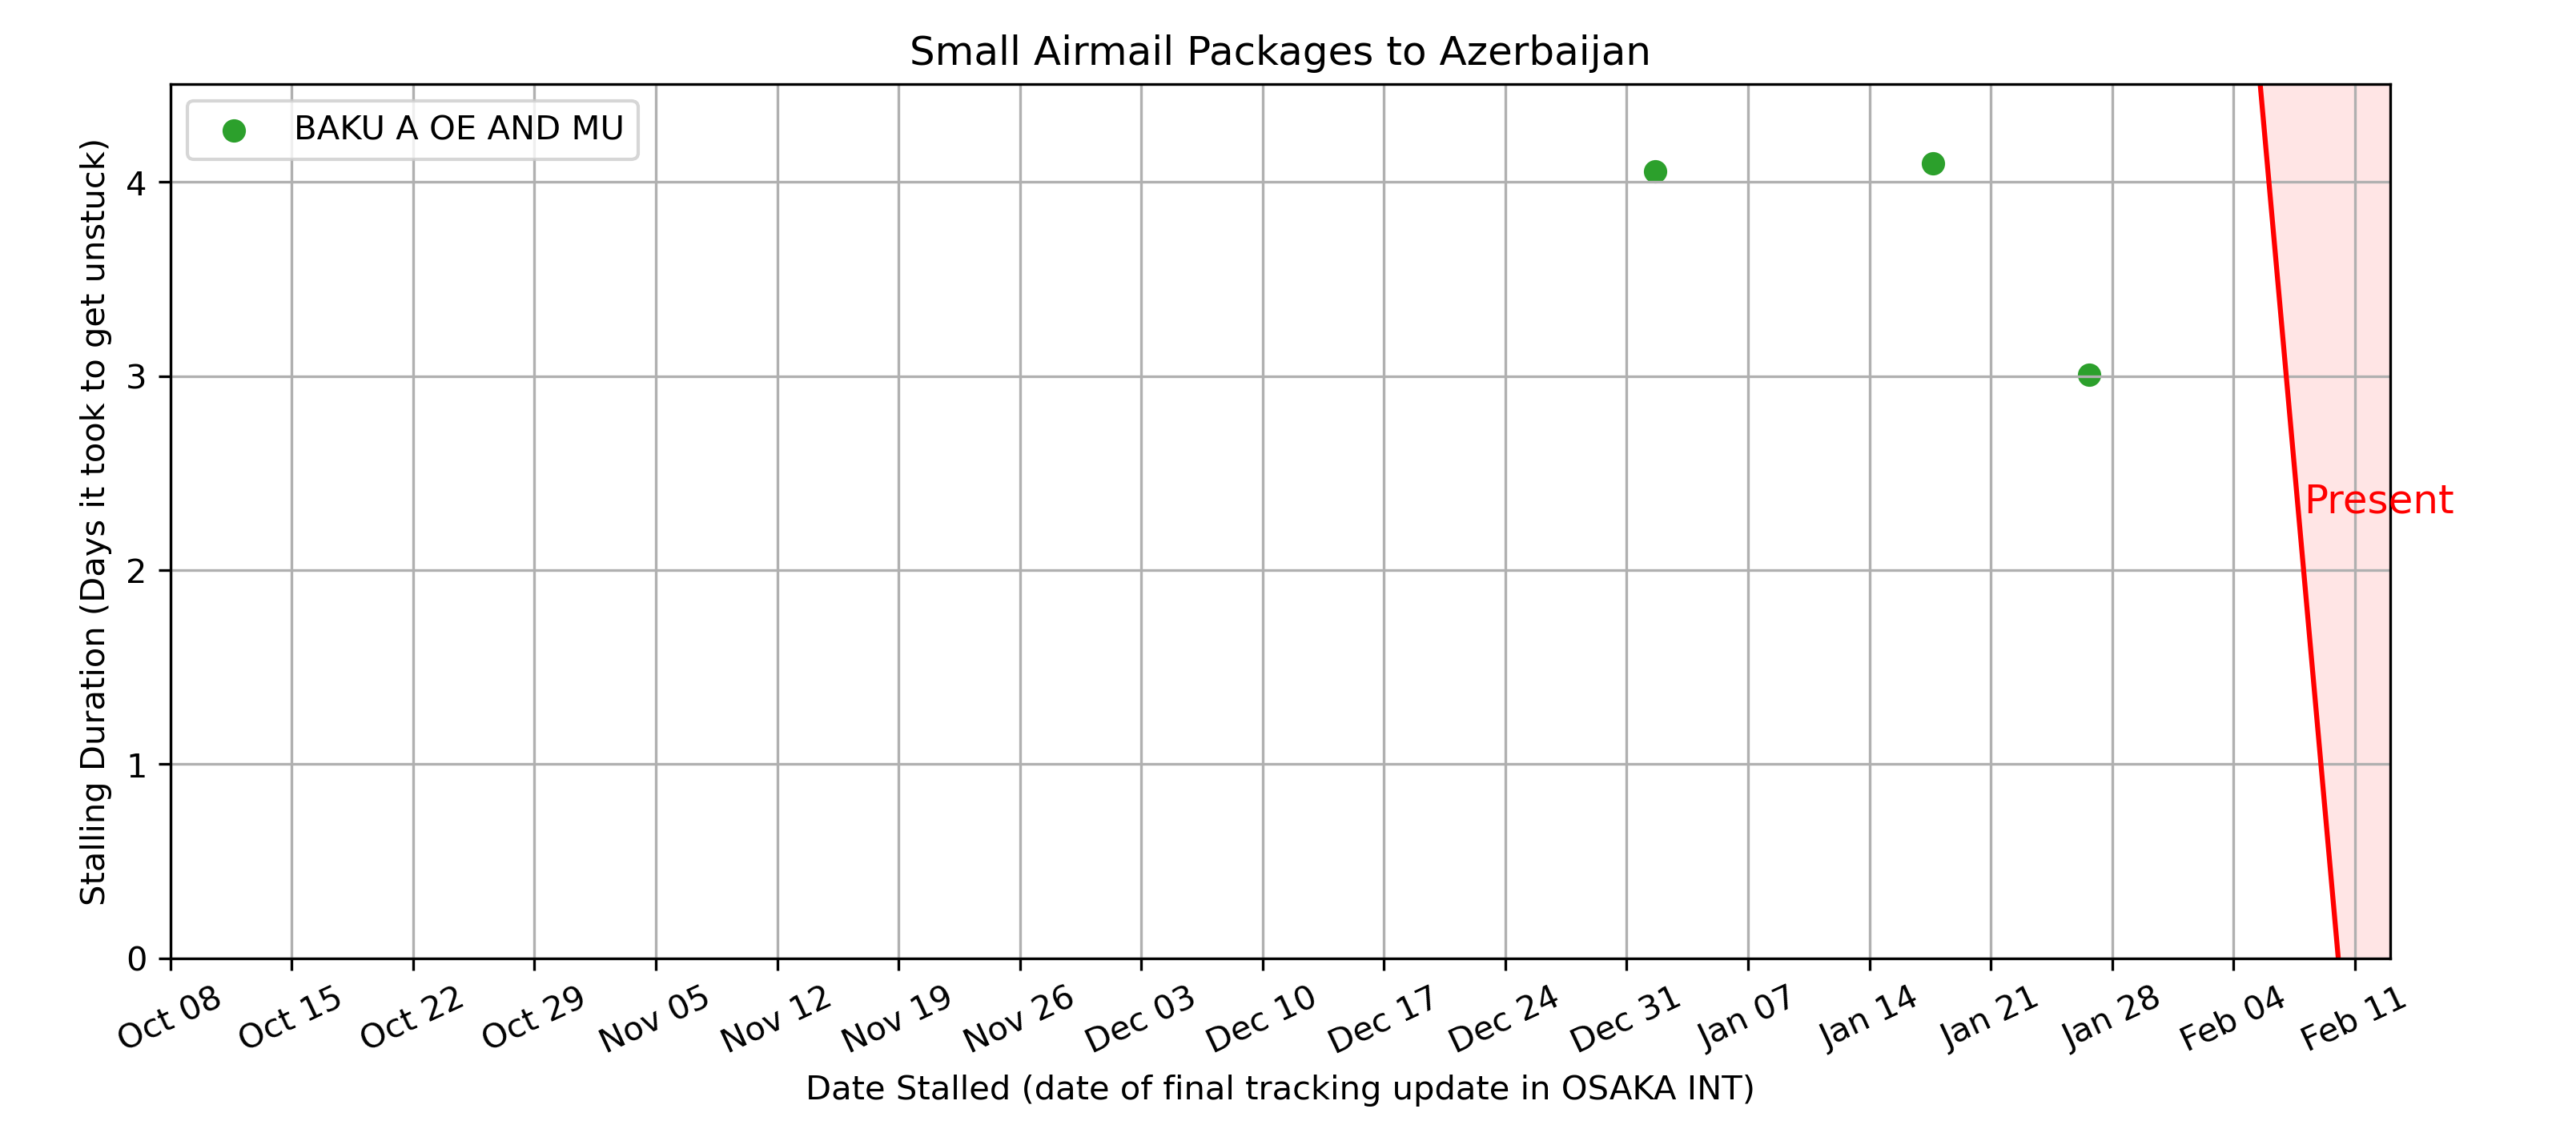 Small Airmail Packages to Azerbaijan
BAKU A OE AND MU
Stalling Duration (Days it took to get unstuck)
4
3
2
1
0
Present
Oct 08 Oct 15 Oct 22 Oct 29 Nov 05 Nov 12 Nov 19 Nov 26 Dec 03 Dec 10 Dec 17 Dec 24 Dec 31 Jan 07 Jan 14 Jan 21 Jan 28 Feb 04 Feb 11
Date Stalled (date of final tracking update in OSAKA INT)